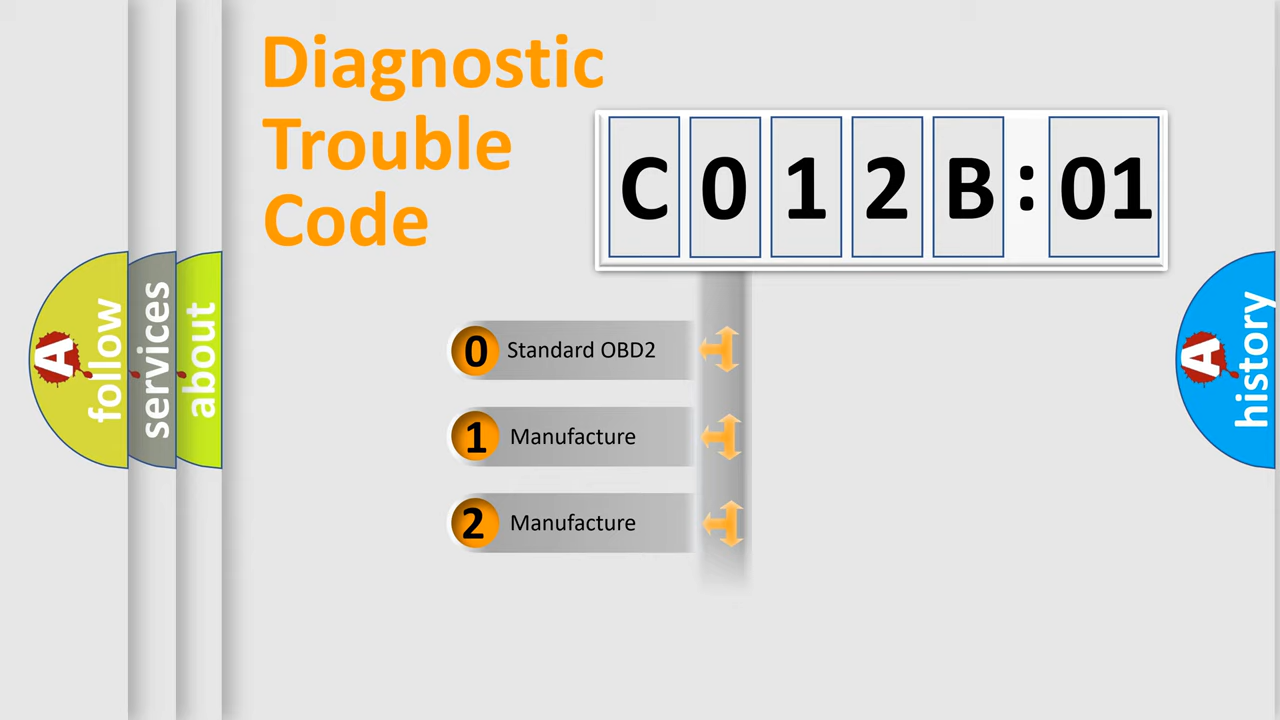 Diagnostic
Trouble
Code
C 0 1 2 B : 01
0 Standard OBD2
1 Manufacture
2 Manufacture
A follow
services
about
A history